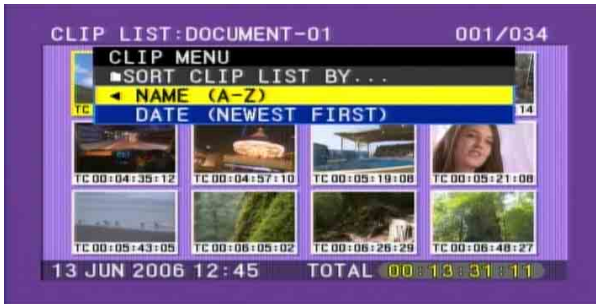 CLIP LIST:DOCUMENT-01 001/034
CLIP MENU
SORT CLIP LIST BY...
◄ NAME (A-Z)
DATE (NEWEST FIRST)
TC 14
TC 00:04:35:12 TC 00:04:57:10 TC 00:05:19:08 TC 00:05:21:08
TC 00:05:43:05 TC 00:06:05:02 TC 00:06:26:29 TC 00:06:48:27
13 JUN 2006 12:45 TOTAL 00:13:31:11